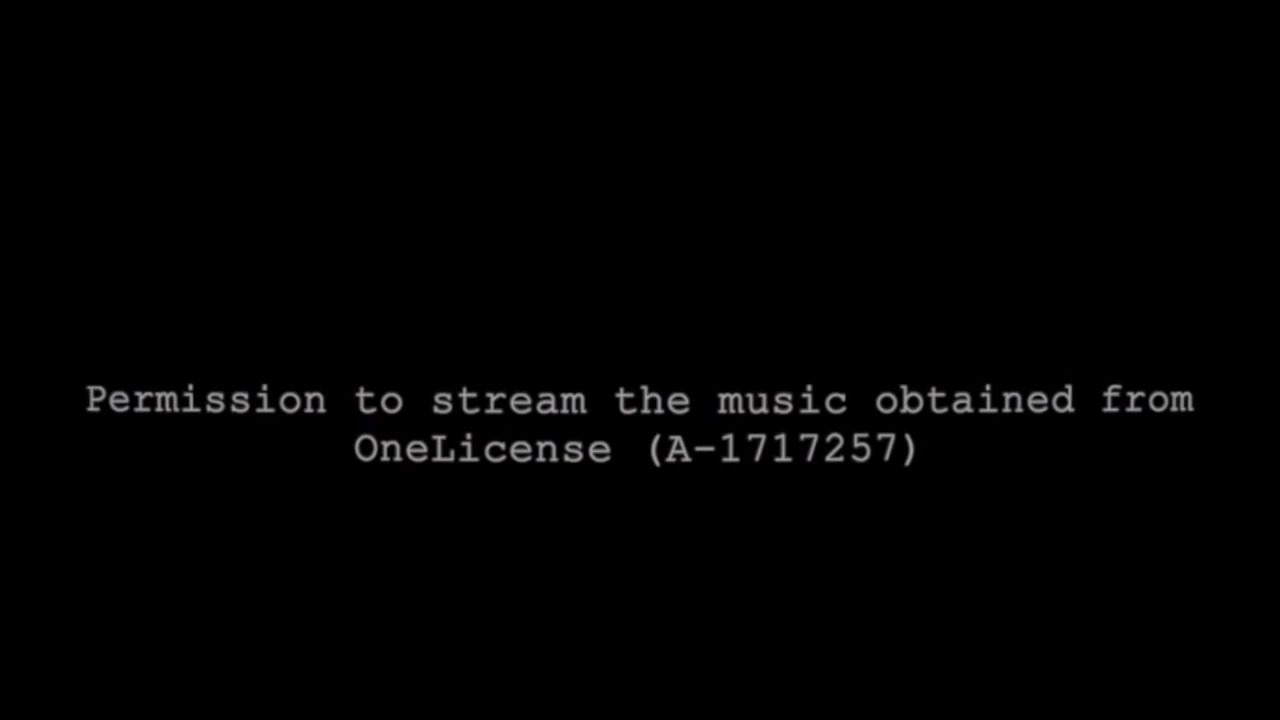 Permission to stream the music obtained from
OneLicense (A-1717257)